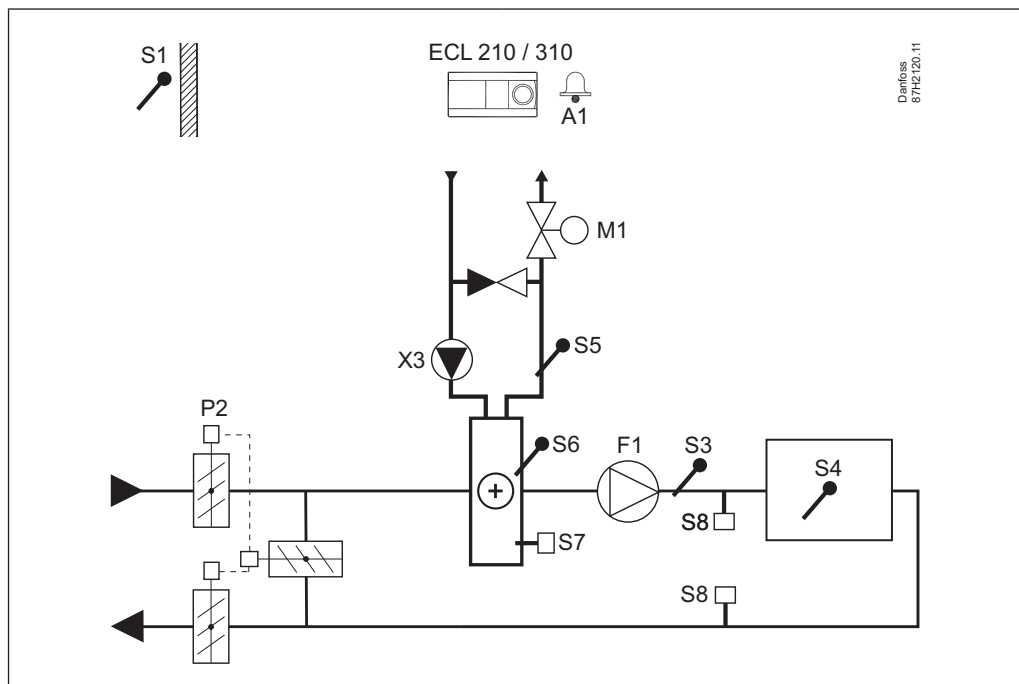 S1
ECL 210 / 310
A1
Danfoss
87H2120.11
M1
X3
S5
P2
S6
F1
S3
S4
S8
S7
S8